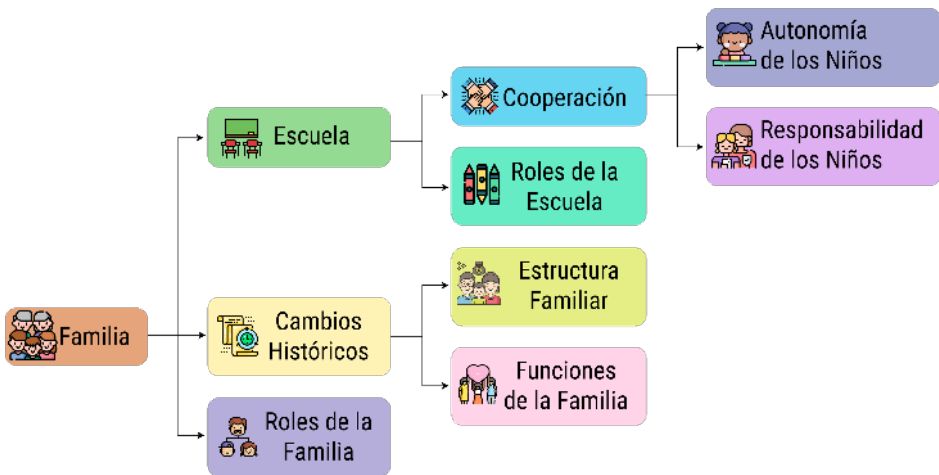 Familia
Escuela
Cambios
Históricos
Roles de la
Familia
Cooperación
Roles de la
Escuela
Estructura
Familiar
Funciones
de la Familia
Autonomía
de los Niños
Responsabilidad
de los Niños